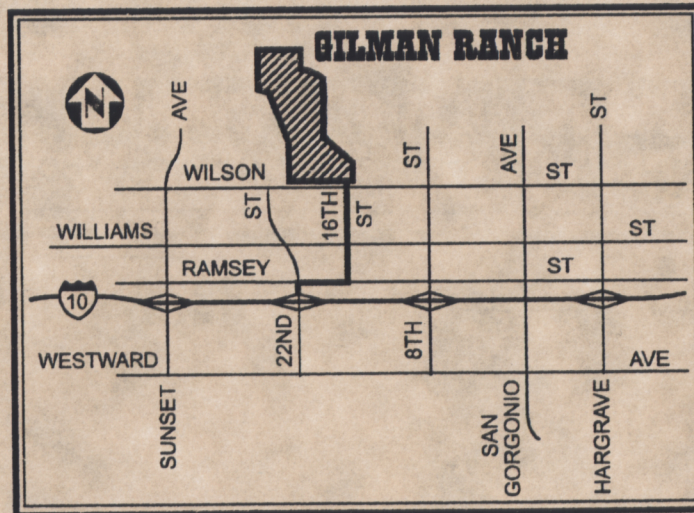 GILMAN RANCH
N
AVE
ST
AVE
ST
WILSON
ST
ST
16TH
ST
WILLIAMS
ST
RAMSEY
ST
10
22ND
8TH
WESTWARD
AVE
SUNSET
SAN
GORGONIO
HARGRAVE